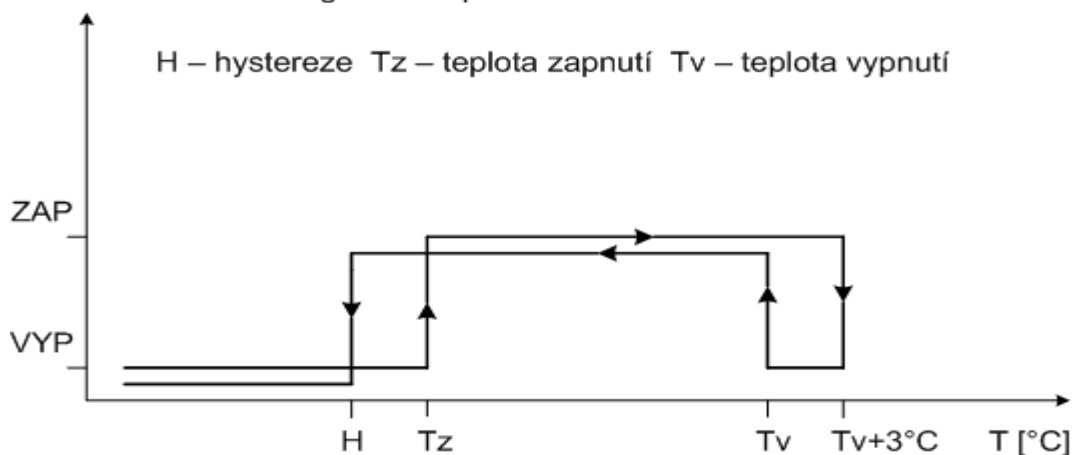 H – hystereze Tz – teplota zapnutí Tv – teplota vypnutí
ZAP
VYP
H Tz Tv Tv+3°C T [°C]